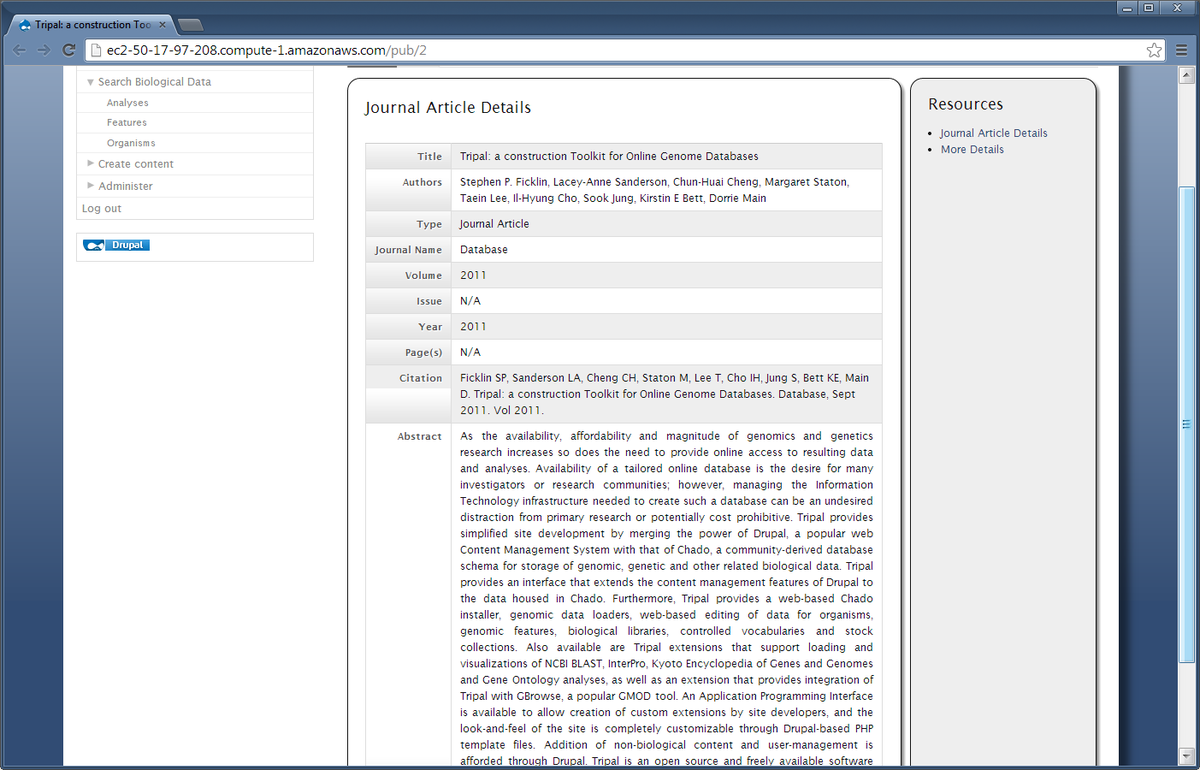 Tripal: a construction Too
ec2-50-17-97-208.compute-1.amazonaws.com/pub/2
Search Biological Data
Analyses
Features
Organisms
Create content
Administer
Log out
Drupal
Journal Article Details
Title Tripal: a construction Toolkit for Online Genome Databases
Authors Stephen P. Ficklin, Lacey-Anne Sanderson, Chun-Huai Cheng, Margaret Staton,
Taein Lee, Il-Hyung Cho, Sook Jung, Kirstin E Bett, Dorrie Main
Type Journal Article
Journal Name Database
Volume 2011
Issue N/A
Year 2011
Page(s) N/A
Citation Ficklin SP, Sanderson LA, Cheng CH, Staton M, Lee T, Cho IH, Jung S, Bett KE, Main
D. Tripal: a construction Toolkit for Online Genome Databases. Database, Sept
2011. Vol 2011.
Abstract As the availability, affordability and magnitude of genomics and genetics
research increases so does the need to provide online access to resulting data
and analyses. Availability of a tailored online database is the desire for many
investigators or research communities; however, managing the Information
Technology infrastructure needed to create such a database can be an undesired
distraction from primary research or potentially cost prohibitive. Tripal provides
simplified site development by merging the power of Drupal, a popular web
Content Management System with that of Chado, a community-derived database
schema for storage of genomic, genetic and other related biological data. Tripal
provides an interface that extends the content management features of Drupal to
the data housed in Chado. Furthermore, Tripal provides a web-based Chado
installer, genomic data loaders, web-based editing of data for organisms,
genomic features, biological libraries, controlled vocabularies and stock
collections. Also available are Tripal extensions that support loading and
visualizations of NCBI BLAST, InterPro, Kyoto Encyclopedia of Genes and Genomes
and Gene Ontology analyses, as well as an extension that provides integration of
Tripal with GBrowse, a popular GMOD tool. An Application Programming Interface
is available to allow creation of custom extensions by site developers, and the
look-and-feel of the site is completely customizable through Drupal-based PHP
template files. Addition of non-biological content and user-management is
afforded through Drupal. Tripal is an open source and freely available software
Resources
Journal Article Details
More Details